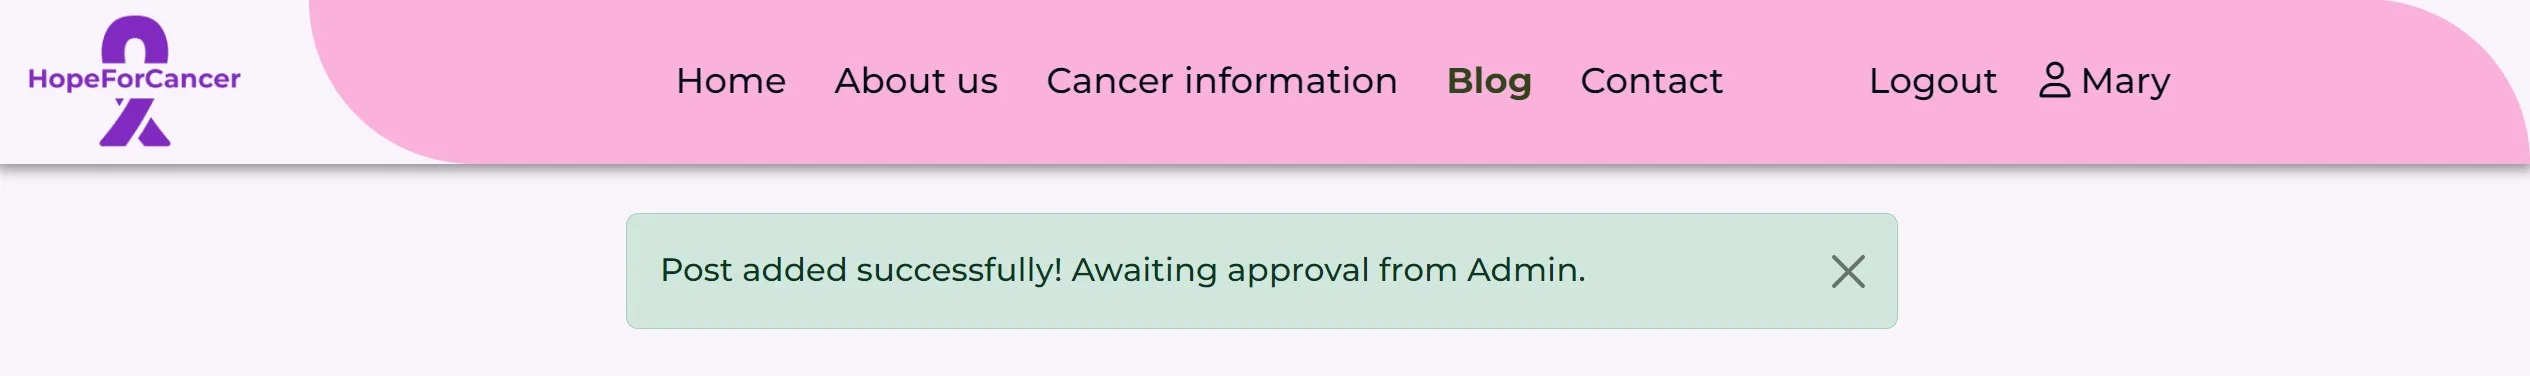 HopeForCancer
Home About us Cancer information Blog Contact Logout Mary
Post added successfully! Awaiting approval from Admin.